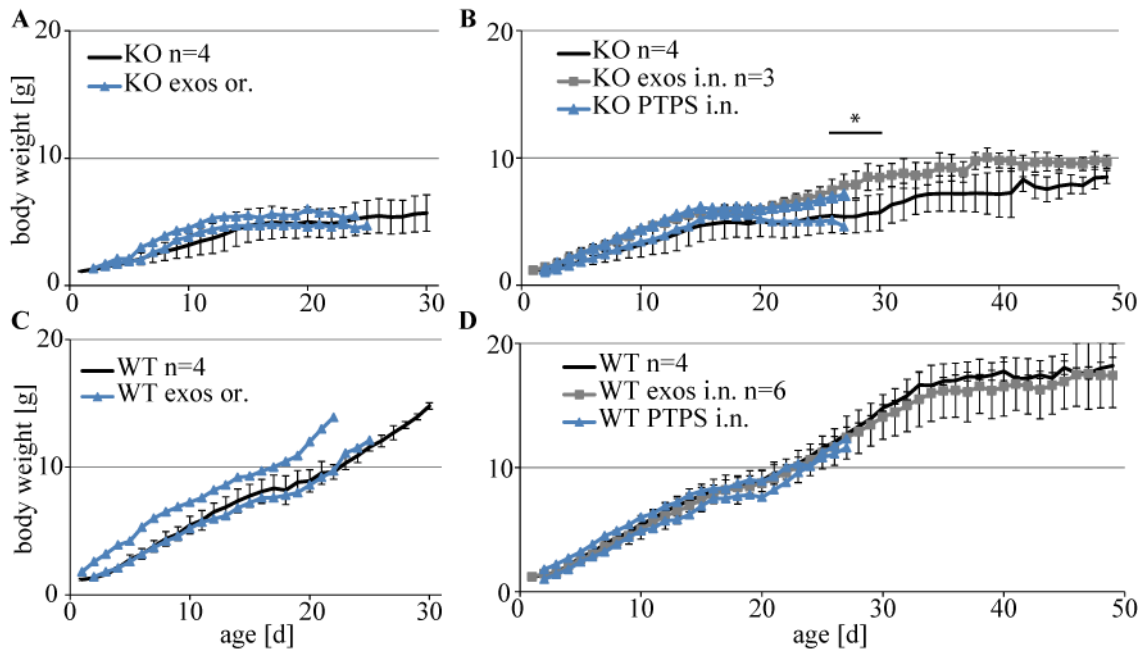 A
20
10
0
body weight [g]
KO n=4
KO exos or.
0
10
20
30
B
20
10
0
KO n=4
KO exos i.n. n=3
KO PTPS i.n.
*
0
10
20
30
40
50
C
20
10
0
body weight [g]
WT n=4
WT exos or.
0
10
20
30
age [d]
D
20
10
0
WT n=4
WT exos i.n. n=6
WT PTPS i.n.
0
10
20
30
40
50
age [d]